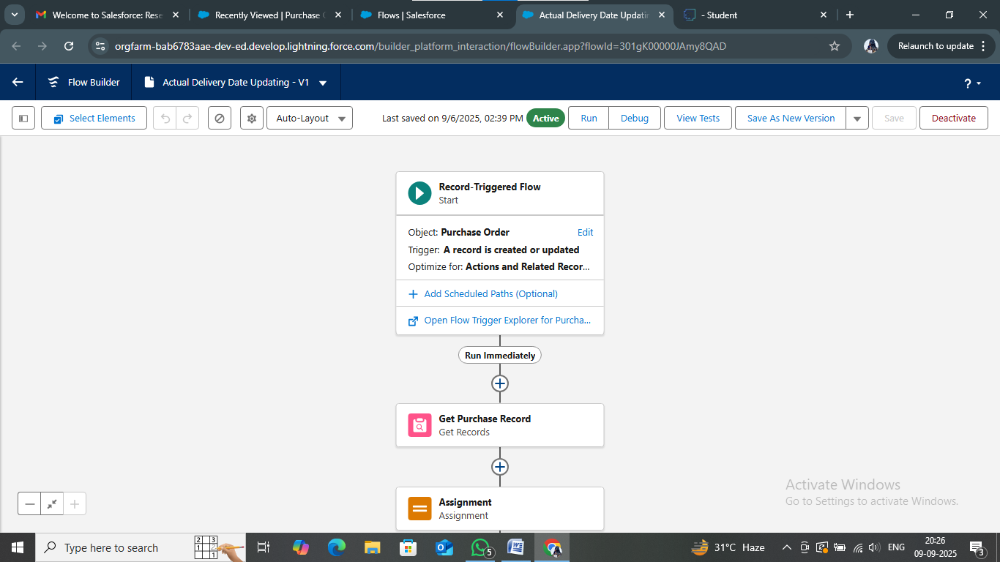 Welcome to Salesforce: Rese
Recently Viewed | Purchase
Flows | Salesforce
Actual Delivery Date Updatin
- Student
orgfarm-bab6783aae-dev-ed.develop.lightning.force.com/builder_platform_interaction/flowBuilder.app?flowId=301gK00000JAmy8QAD
Relaunch to update
Flow Builder
Actual Delivery Date Updating - V1
?
Select Elements
Auto-Layout
Last saved on 9/6/2025, 02:39 PM
Active
Run
Debug
View Tests
Save As New Version
Save
Deactivate
Record-Triggered Flow
Start
Object: Purchase Order
Edit
Trigger: A record is created or updated
Optimize for: Actions and Related Recor...
Add Scheduled Paths (Optional)
Open Flow Trigger Explorer for Purcha...
Run Immediately
Get Purchase Record
Get Records
Assignment
Assignment
Activate Windows
Go to Settings to activate Windows.
Type here to search
5
31°C Haze
ENG
20:26
09-09-2025
3